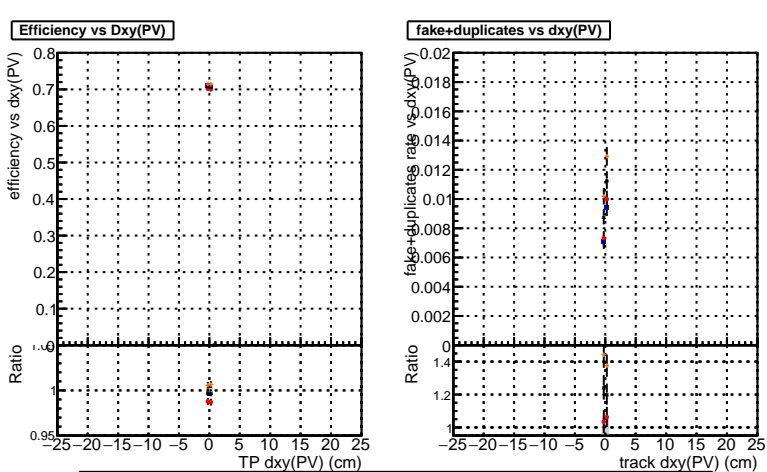 Efficiency vs Dxy(PV)
efficiency vs dxy(PV)
0.8
0.7
0.6
0.5
0.4
0.3
0.2
0.1
0
Ratio
1
0.95
−25 −20 −15 −10 −5 0 5 10 15 20 25
TP dxy(PV) (cm)
fake+duplicates vs dxy(PV)
fake+duplicates rate vs dxy(PV)
0.02
0.018
0.016
0.014
0.012
0.01
0.008
0.006
0.004
0.002
0
Ratio
1.4
1.2
1
−25 −20 −15 −10 −5 0 5 10 15 20 25
track dxy(PV) (cm)